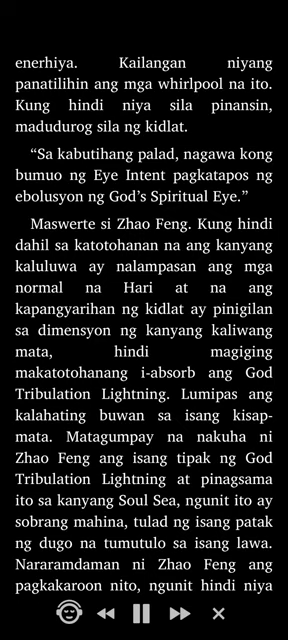 enerhiya. Kailangan niyang
panatilihin ang mga whirlpool na ito.
Kung hindi niya sila pinansin,
madudurog sila ng kidlat.
“Sa kabutihang palad, nagawa kong
bumuo ng Eye Intent pagkatapos ng
ebolusyon ng God’s Spiritual Eye.”
Maswerte si Zhao Feng. Kung hindi
dahil sa katotohanan na ang kanyang
kaluluwa ay nalampasan ang mga
normal na Hari at na ang
kapangyarihan ng kidlat ay pinigilan
sa dimensyon ng kanyang kaliwang
mata, hindi magiging
makatotohanang i-absorb ang God
Tribulation Lightning. Lumipas ang
kalahating buwan sa isang kisap-
mata. Matagumpay na nakuha ni
Zhao Feng ang isang tipak ng God
Tribulation Lightning at pinagsama
ito sa kanyang Soul Sea, ngunit ito ay
sobrang mahina, tulad ng isang patak
ng dugo na tumutulo sa isang lawa.
Nararamdaman ni Zhao Feng ang
pagkakaroon nito, ngunit hindi niya